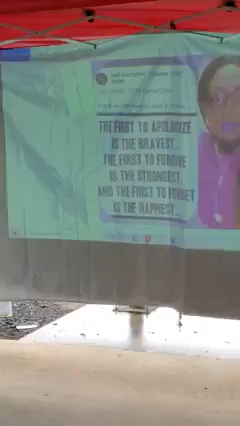 THE FIRST TO APOLOGIZE
IS THE BRAVEST.
THE FIRST TO FORGIVE
IS THE STRONGEST,
AND THE FIRST TO FORGET
IS THE HAPPIEST.